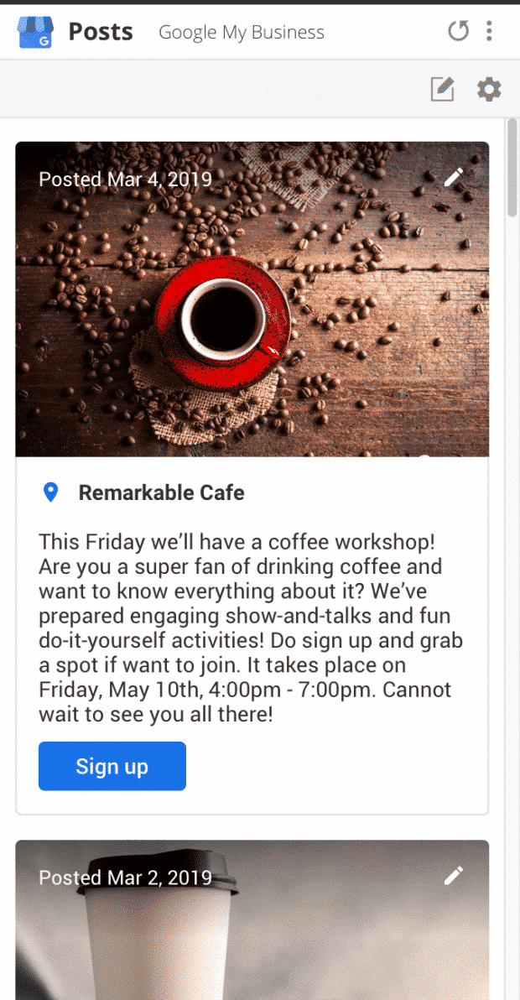 Posts Google My Business
Posted Mar 4, 2019
Remarkable Cafe
This Friday we’ll have a coffee workshop!
Are you a super fan of drinking coffee and
want to know everything about it? We’ve
prepared engaging show-and-talks and fun
do-it-yourself activities! Do sign up and grab
a spot if want to join. It takes place on
Friday, May 10th, 4:00pm - 7:00pm. Cannot
wait to see you all there!
Sign up
Posted Mar 2, 2019